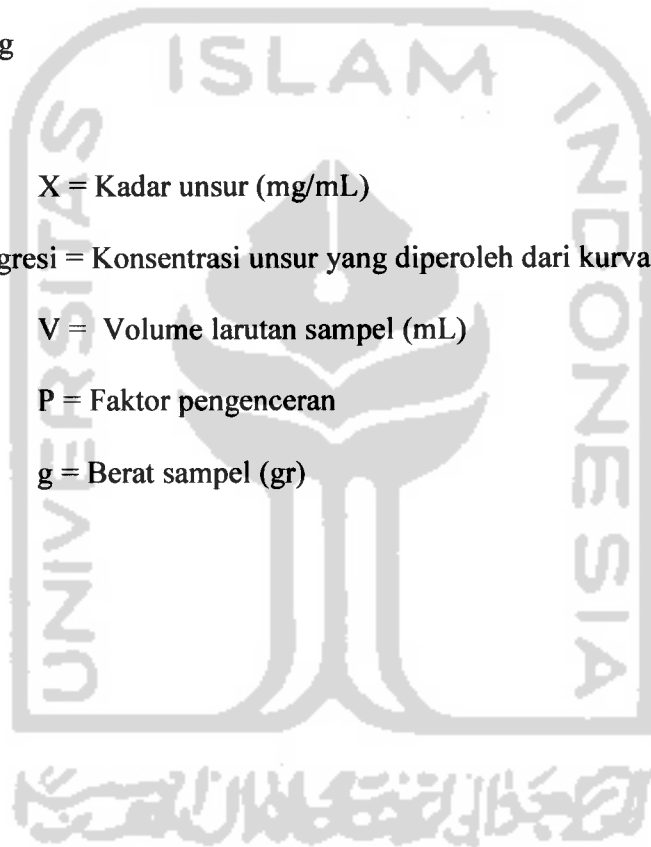 g
ISLAM
UNIVERSITAS
INDONESIA
X = Kadar unsur (mg/mL)
gresi = Konsentrasi unsur yang diperoleh dari kurva
V = Volume larutan sampel (mL)
P = Faktor pengenceran
g = Berat sampel (gr)